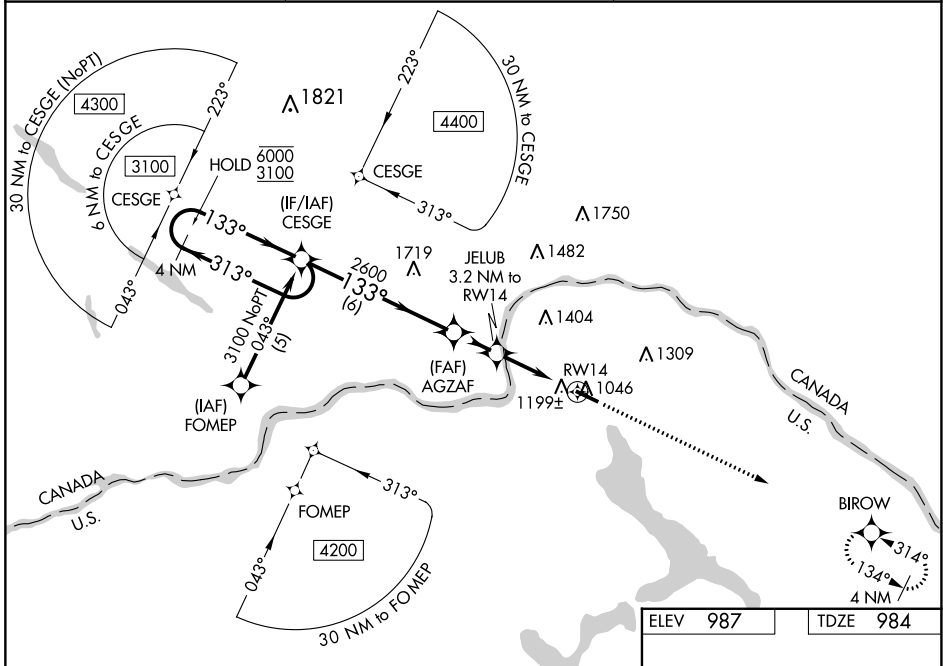 30 NM to CESGE (NoPT)
4300
223°
6 NM to CESGE
3100
CESGE
043°
1821
HOLD 6000
3100
4 NM
133°
313°
(IF/IAF)
CESGE
223°
30 NM to CESGE
4400
CESGE
313°
1750
1719
1482
JELUB
3.2 NM to
RW14
2600
133°
(6)
3100 NoPT
043°
(5)
(IAF)
FOMEP
(FAF)
AGZAF
1404
1309
RW14
1046
1199±
CANADA
U.S.
CANADA
U.S.
FOMEP
313°
043°
4200
30 NM to FOMEP
BIROW
314°
134°
4 NM
ELEV 987
TDZE 984